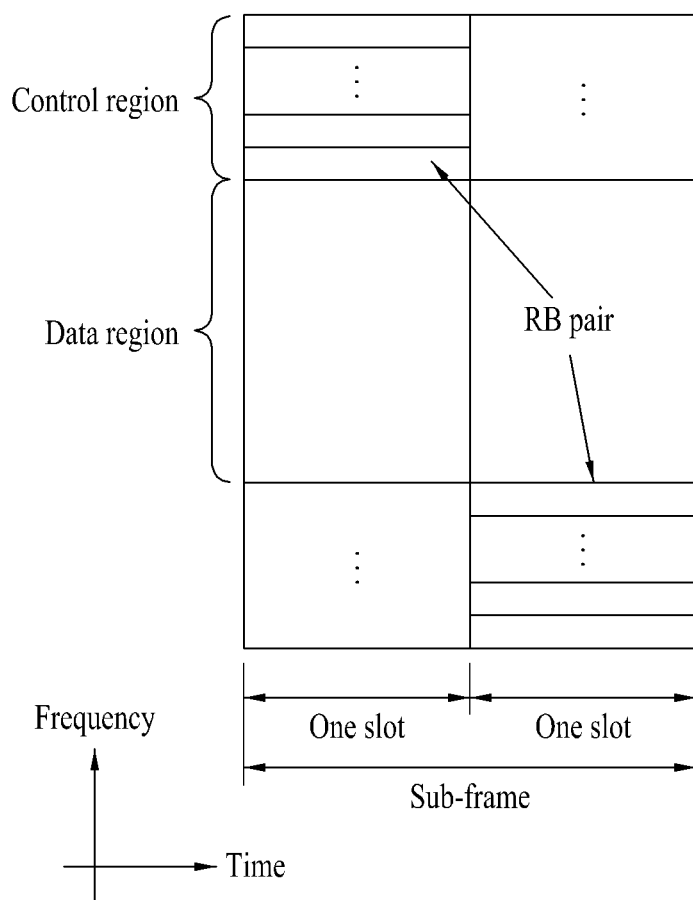 Control region
Data region
RB pair
One slot
One slot
Sub-frame
Frequency
Time